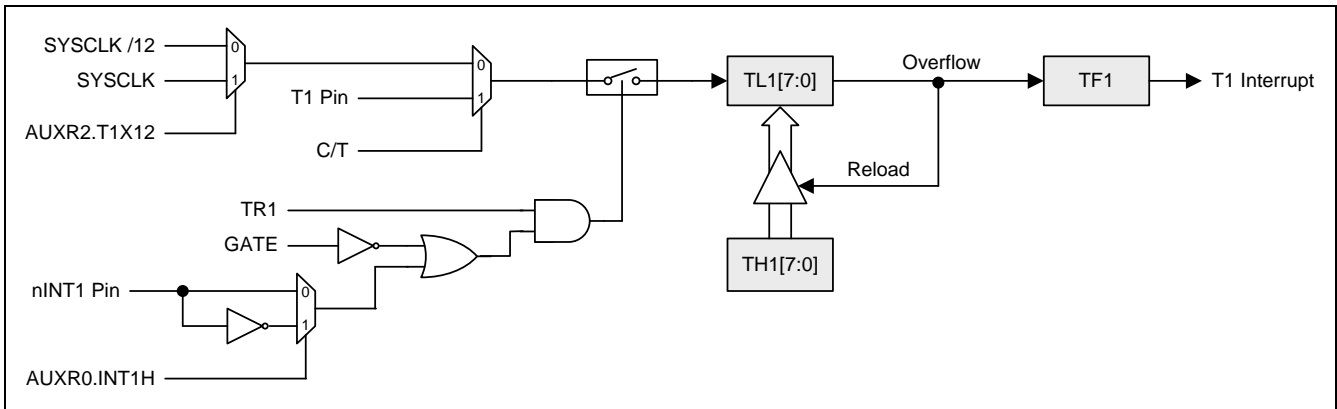 SYSCLK /12
0
SYSCLK
1
AUXR2.T1X12
0
T1 Pin
1
C/T
TL1[7:0]
Overflow
TF1
T1 Interrupt
Reload
TH1[7:0]
TR1
GATE
nINT1 Pin
0
1
AUXR0.INT1H